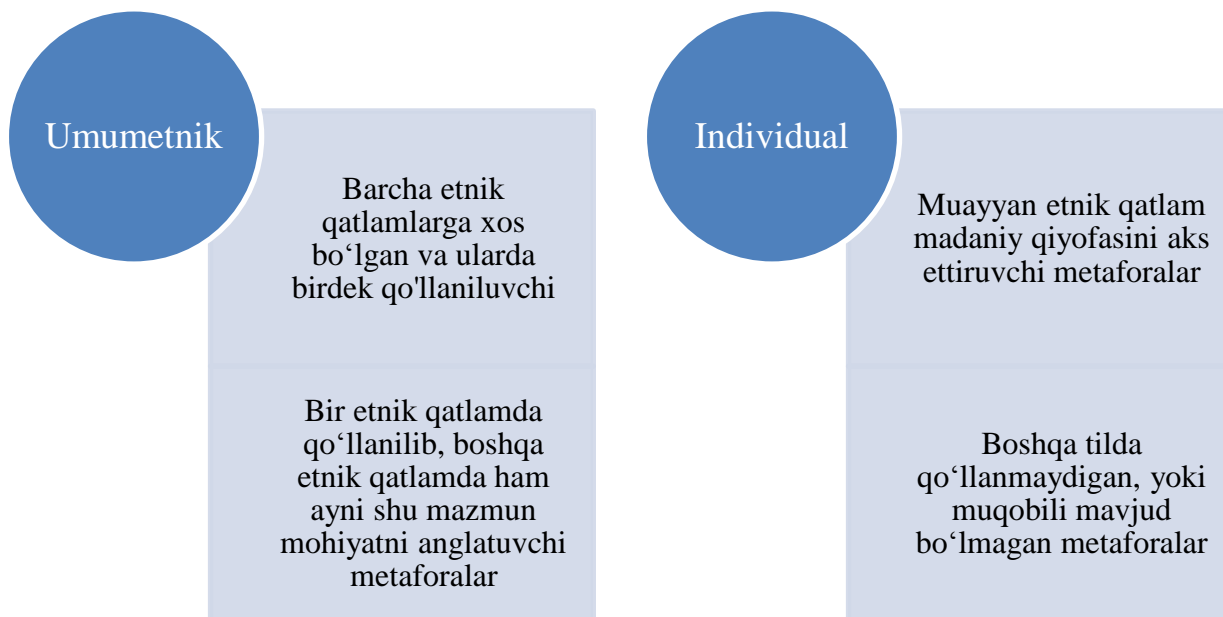 Umumetnik
Barcha etnik
qatlamlarga xos
bo‘lgan va ularda
birdek qo'llaniluvchi
Bir etnik qatlamda
qo‘llanilib, boshqa
etnik qatlamda ham
ayni shu mazmun
mohiyatni anglatuvchi
metaforalar
Individual
Muayyan etnik qatlam
madaniy qiyofasini aks
ettiruvchi metaforalar
Boshqa tilda
qo‘llanmaydigan, yoki
muqobili mavjud
bo‘lmagan metaforalar